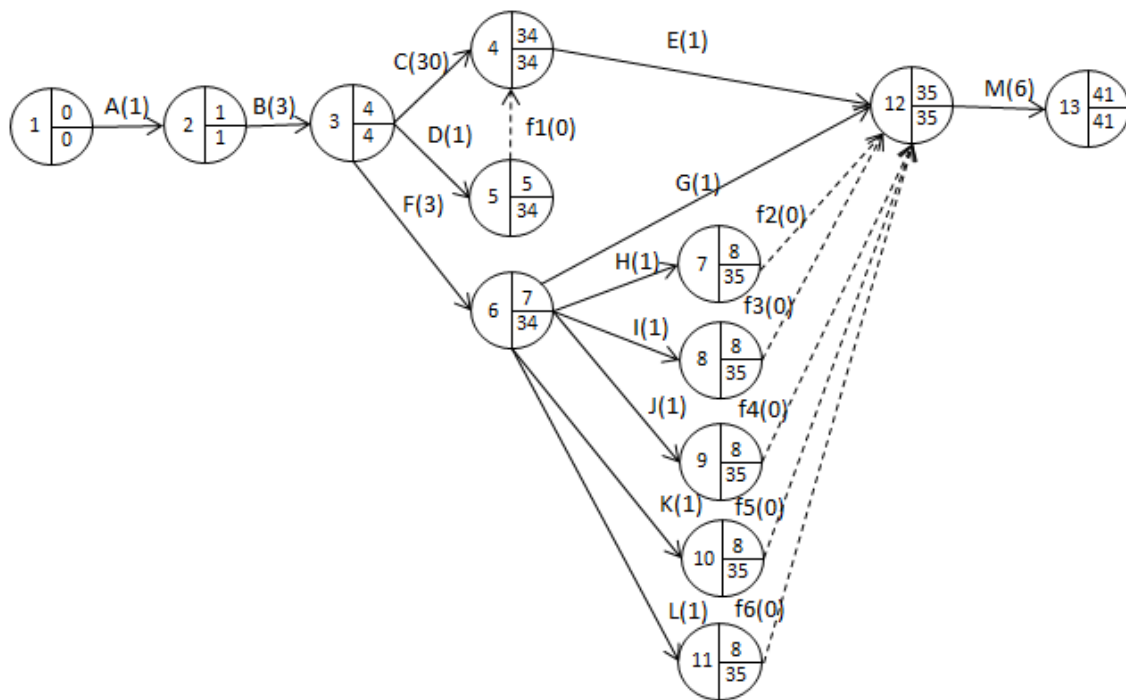 A(1)
B(3)
C(30)
D(1)
F(3)
f1(0)
E(1)
G(1)
H(1)
I(1)
J(1)
K(1)
L(1)
f2(0)
f3(0)
f4(0)
f5(0)
f6(0)
M(6)
1 0 0
2 1 1
3 4 4
4 34 34
5 5 34
6 7 34
7 8 35
8 8 35
9 8 35
10 8 35
11 8 35
12 35 35
13 41 41